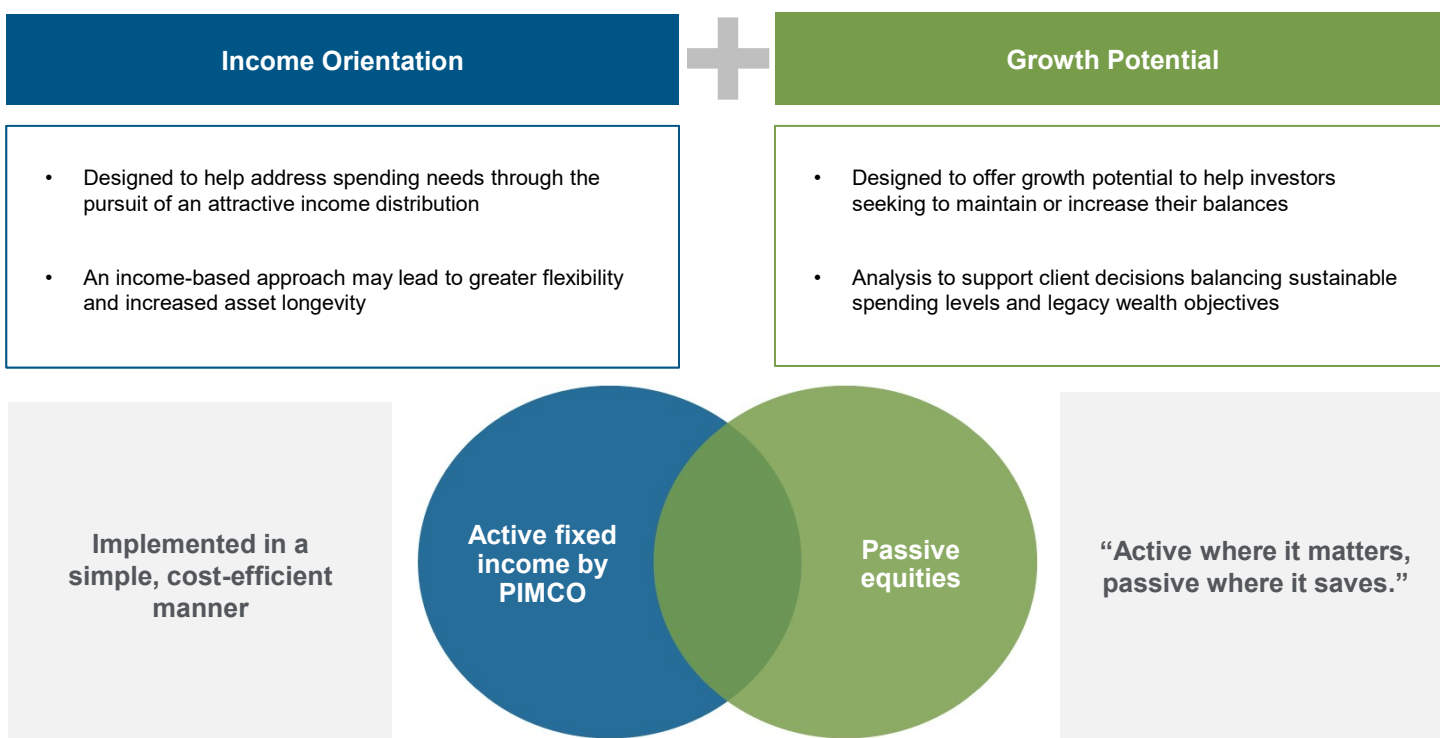 Income Orientation
Growth Potential
• Designed to help address spending needs through the
pursuit of an attractive income distribution
• An income-based approach may lead to greater flexibility
and increased asset longevity
• Designed to offer growth potential to help investors
seeking to maintain or increase their balances
• Analysis to support client decisions balancing sustainable
spending levels and legacy wealth objectives
Implemented in a
simple, cost-efficient
manner
Active fixed
income by
PIMCO
Passive
equities
“Active where it matters,
passive where it saves.”